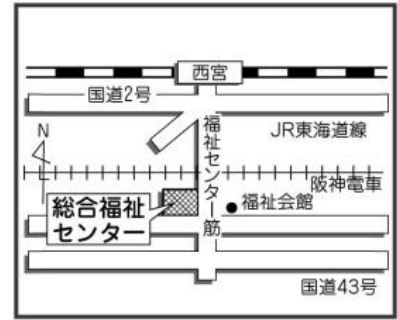 西宮
国道2号
N
JR東海道線
福祉センター筋
阪神電車
総合福祉
センター
福祉会館
国道43号